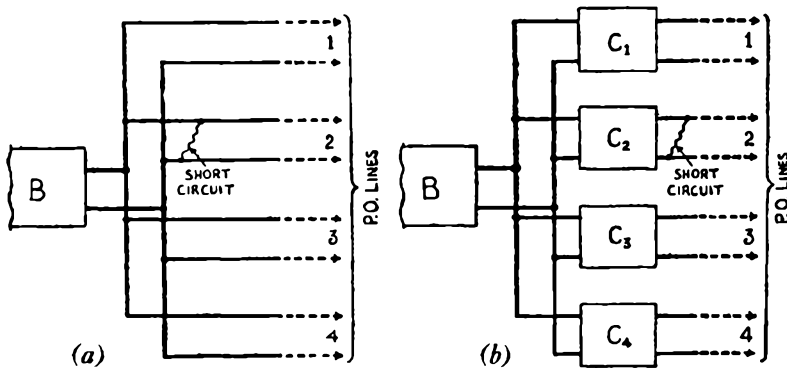 1
2
SHORT
CIRCUIT
B
3
4
P.O. LINES
(a)
C₁
1
C₂
2
SHORT
CIRCUIT
B
C₃
3
C₄
4
P.O. LINES
(b)